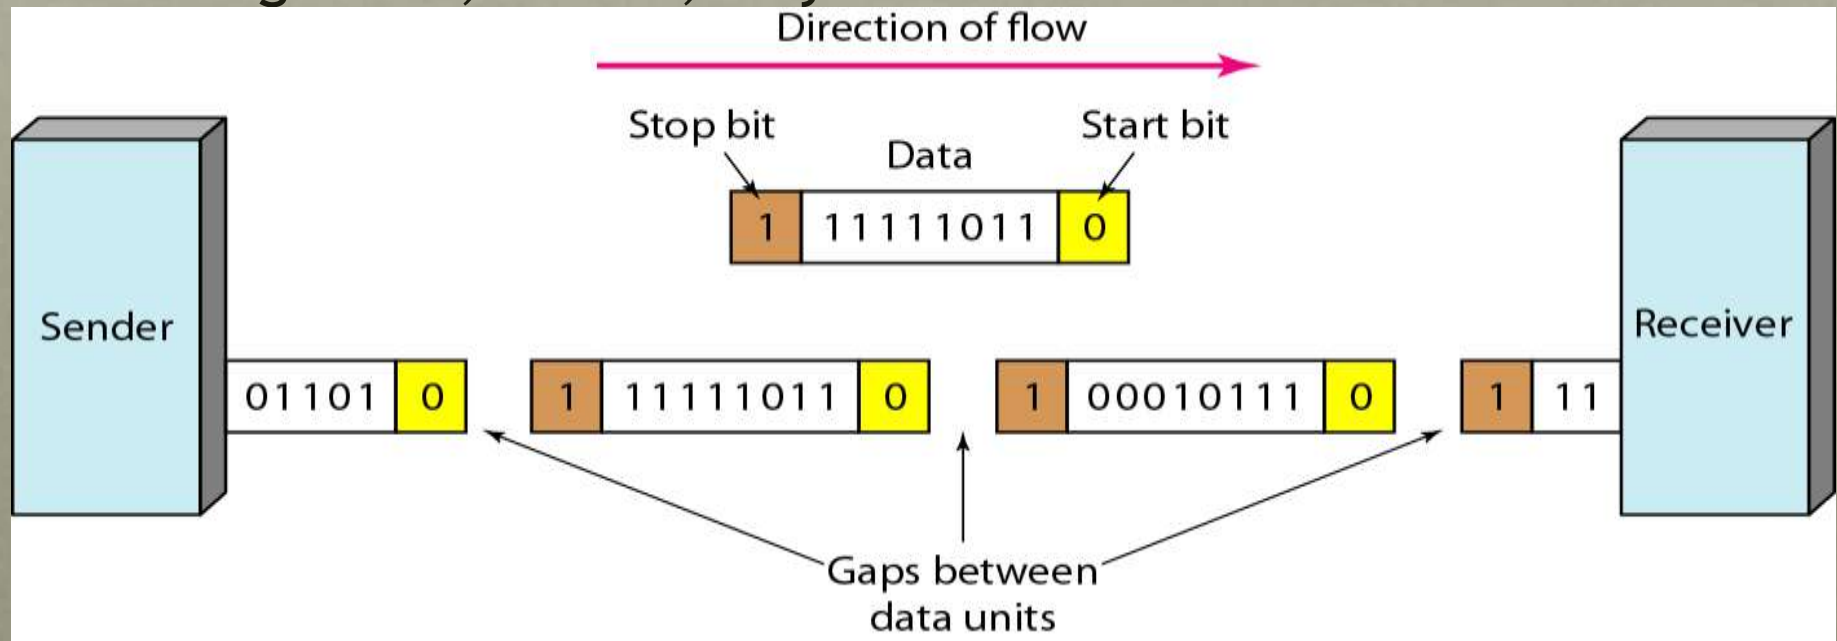 Direction of flow
Stop bit
Data
Start bit
1 11111011 0
Sender
Receiver
01101 0
1 11111011 0
1 00010111 0
1 11
Gaps between
data units